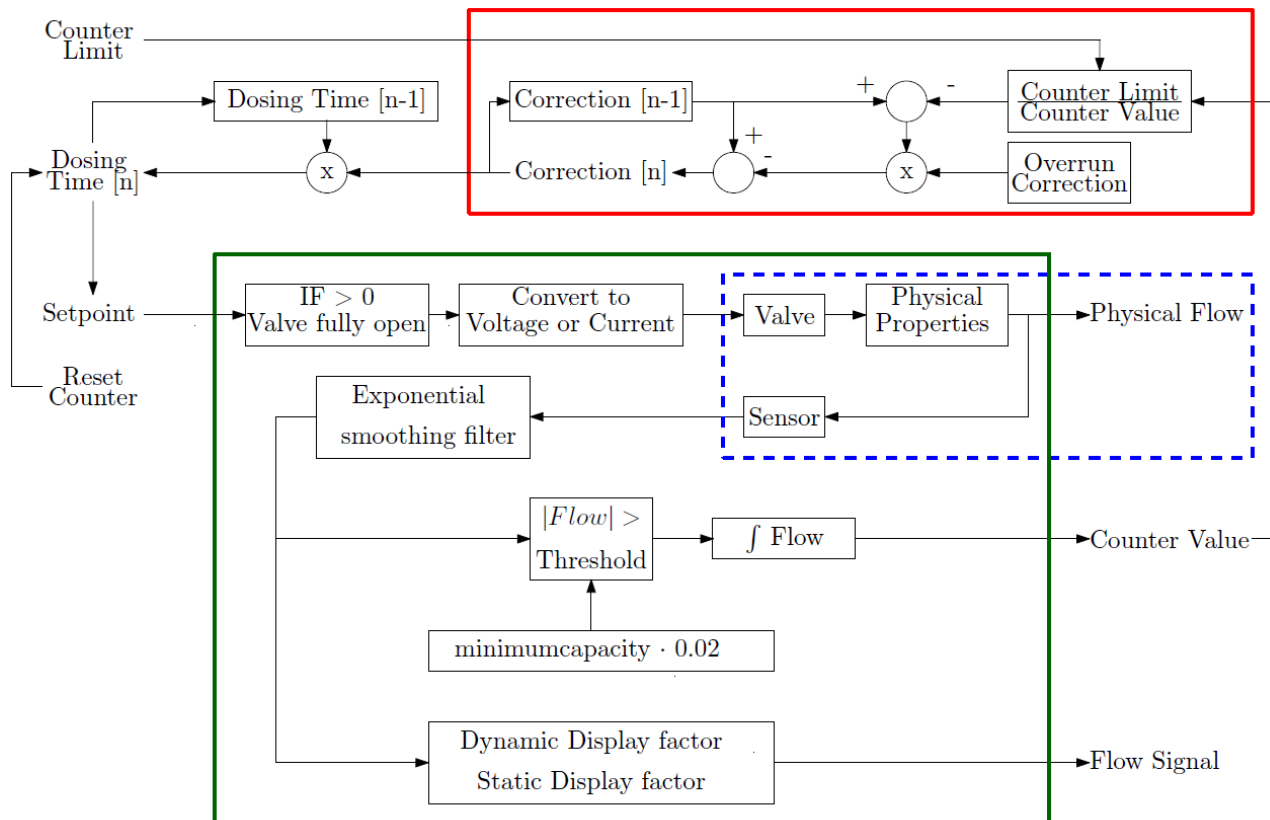 Counter
Limit
Dosing Time [n-1]
Correction [n-1]
+
-
Counter Limit
Counter Value
Dosing
Time [n]
x
Correction [n]
+
-
x
Overrun
Correction
Setpoint
IF > 0
Valve fully open
Convert to
Voltage or Current
Valve
Physical
Properties
Physical Flow
Reset
Counter
Exponential
smoothing filter
Sensor
|Flow| >
Threshold
∫ Flow
Counter Value
minimumcapacity · 0.02
Dynamic Display factor
Static Display factor
Flow Signal